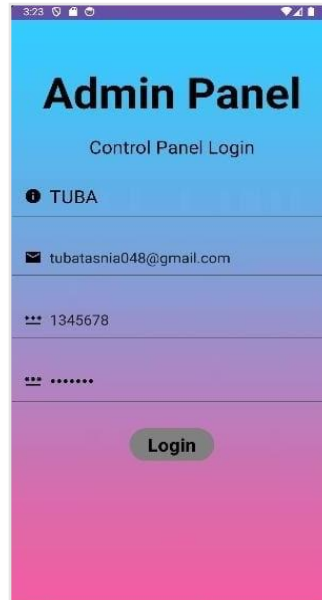 3:23
Admin Panel
Control Panel Login
TUBA
tubatasnia048@gmail.com
1345678
•••••••
Login